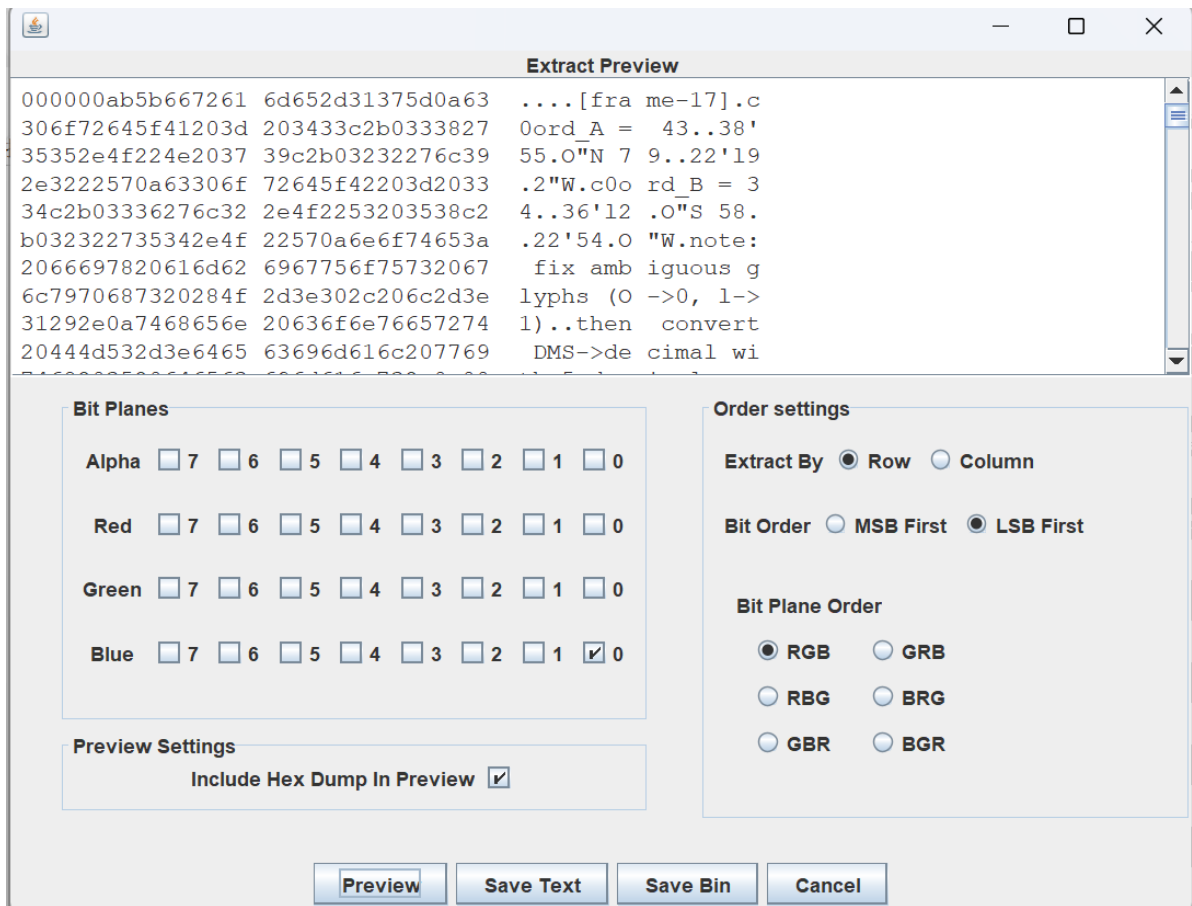 Extract Preview
000000ab5b667261 6d652d31375d0a63 ....[fra me-17].c
306f72645f41203d 203433c2b0333827 0ord_A = 43..38'
35352e4f224e2037 39c2b03232276c39 55.O"N 7 9..22'l9
2e3222570a63306f 72645f42203d2033 .2"W.c0o rd_B = 3
34c2b03336276c32 2e4f2253203538c2 4..36'l2 .O"S 58.
b032322735342e4f 22570a6e6f74653a .22'54.O "W.note:
2066697820616d62 6967756f75732067 fix amb iguous g
6c7970687320284f 2d3e302c206c2d3e lyphs (O ->0, l->
31292e0a7468656e 20636f6e76657274 1)..then convert
20444d532d3e6465 63696d616c207769 DMS->de cimal wi
Bit Planes
Alpha 7 6 5 4 3 2 1 0
Red 7 6 5 4 3 2 1 0
Green 7 6 5 4 3 2 1 0
Blue 7 6 5 4 3 2 1 0
Preview Settings
Include Hex Dump In Preview
Order settings
Extract By Row Column
Bit Order MSB First LSB First
Bit Plane Order
RGB GRB
RBG BRG
GBR BGR
Preview Save Text Save Bin Cancel